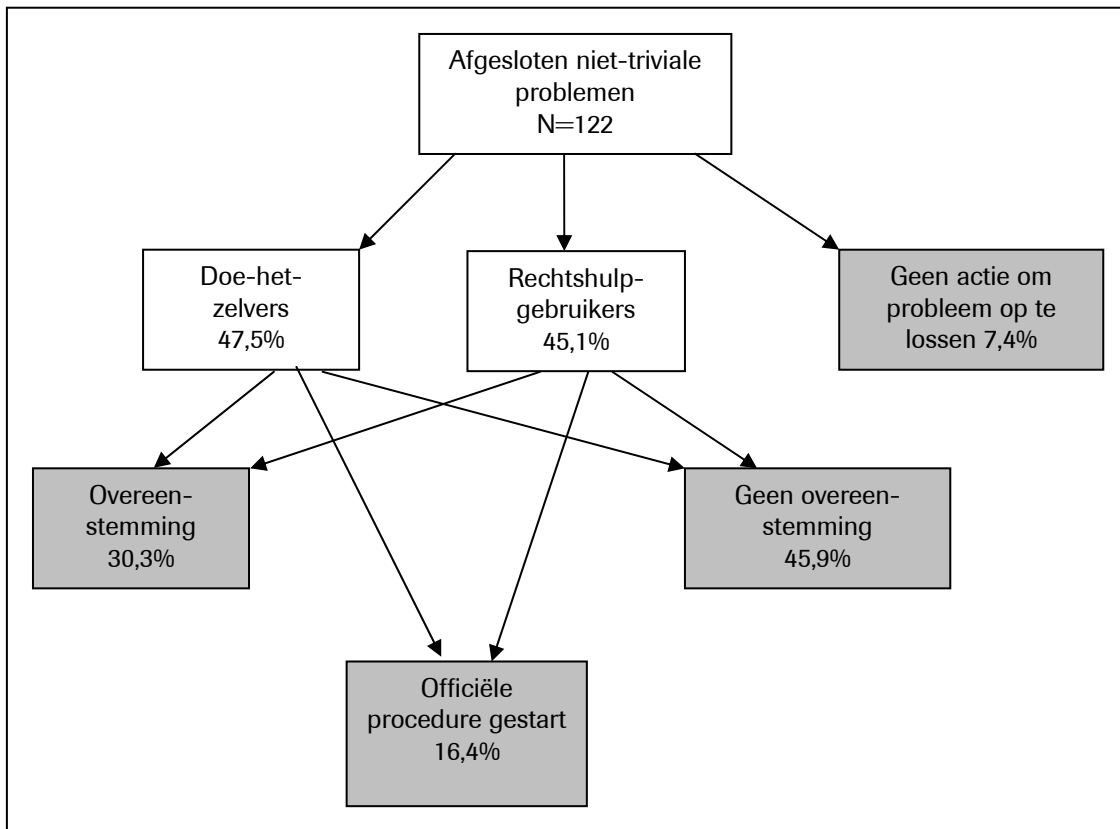 Afgesloten niet-triviale
problemen
N=122
Doe-het-
zelvers
47,5%
Rechtshulp-
gebruikers
45,1%
Geen actie om
probleem op te
lossen 7,4%
Overeen-
stemming
30,3%
Geen overeen-
stemming
45,9%
Officiële
procedure gestart
16,4%